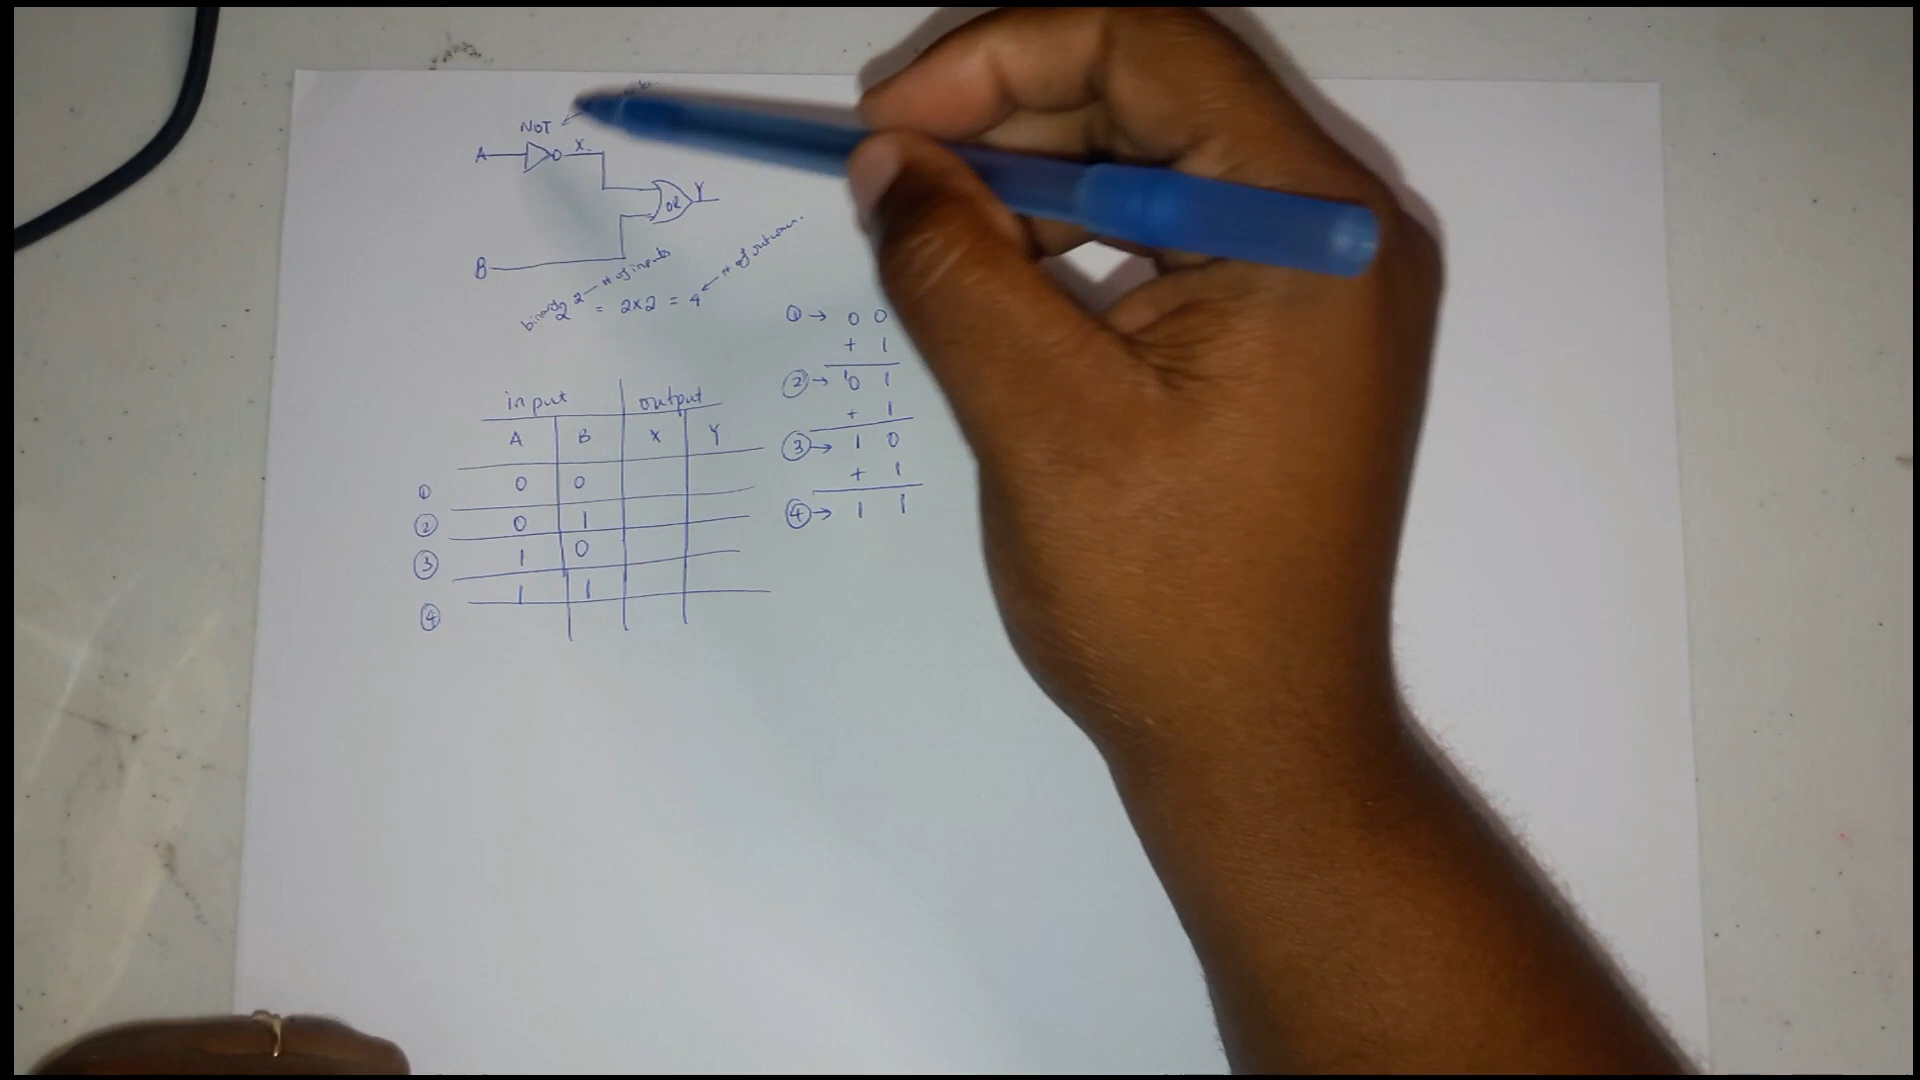 NOT
A X
OR Y
B
binary 2 2 ← # of inputs = 2x2 = 4 ← # of outcomes.
input output
A B X Y
① 0 0
② 0 1
③ 1 0
④ 1 1
① → 0 0
+ 1
② → 1 0 1
+ 1
③ → 1 0
+ 1
④ → 1 1